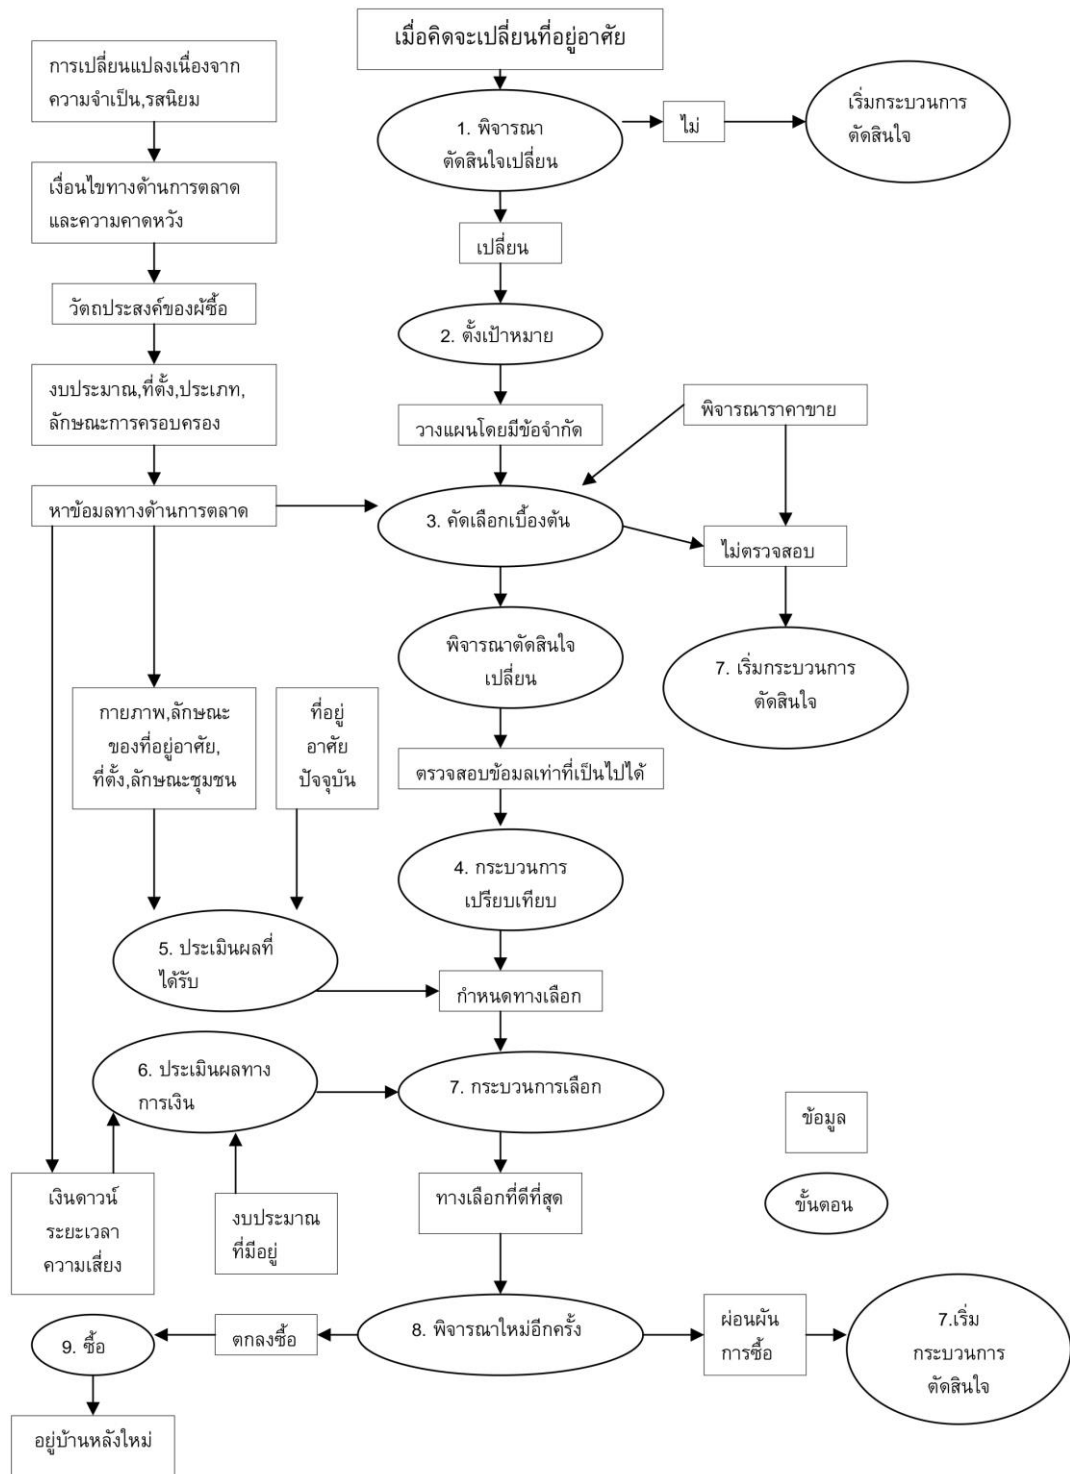 เมื่อคิดจะเปลี่ยนที่อยู่อาศัย
การเปลี่ยนแปลงเนื่องจาก
ความจำเป็น,รสนิยม
1. พิจารณา
ตัดสินใจเปลี่ยน
ไม่
เริ่มกระบวนการ
ตัดสินใจ
เงื่อนไขทางด้านการตลาด
และความคาดหวัง
เปลี่ยน
วัตถประสงค์ของผ้ซื้อ
2. ตั้งเป้าหมาย
งบประมาณ,ที่ตั้ง,ประเภท,
ลักษณะการครอบครอง
วางแผนโดยมีข้อจำกัด
พิจารณาราคาขาย
หาข้อมลทางด้านการตลาด
3. คัดเลือกเบื้องต้น
ไม่ตรวจสอบ
พิจารณาตัดสินใจ
เปลี่ยน
7. เริ่มกระบวนการ
ตัดสินใจ
กายภาพ,ลักษณะ
ของที่อยู่อาศัย,
ที่ตั้ง,ลักษณะชุมชน
ที่อยู่
อาศัย
ปัจจุบัน
ตรวจสอบข้อมลเท่าที่เป็นไปได้
4. กระบวนการ
เปรียบเทียบ
5. ประเมินผลที่
ได้รับ
กำหนดทางเลือก
6. ประเมินผลทาง
การเงิน
7. กระบวนการเลือก
ข้อมูล
เงินดาวน์
ระยะเวลา
ความเสี่ยง
งบประมาณ
ที่มีอยู่
ทางเลือกที่ดีที่สุด
ขั้นตอน
9. ซื้อ
ตกลงซื้อ
8. พิจารณาใหม่อีกครั้ง
ผ่อนผัน
การซื้อ
7.เริ่ม
กระบวนการ
ตัดสินใจ
อยู่บ้านหลังใหม่